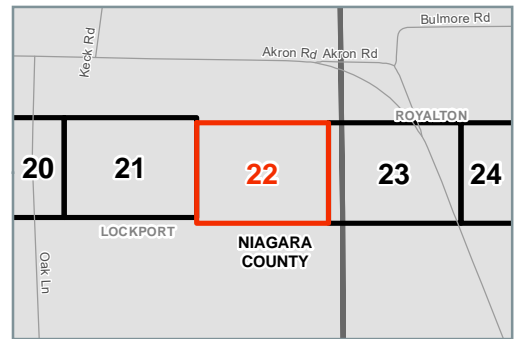 Bulmore Rd
Keck Rd
Akron Rd Akron Rd
ROYALTON
20
21
22
23
24
LOCKPORT
NIAGARA
COUNTY
Oak Ln